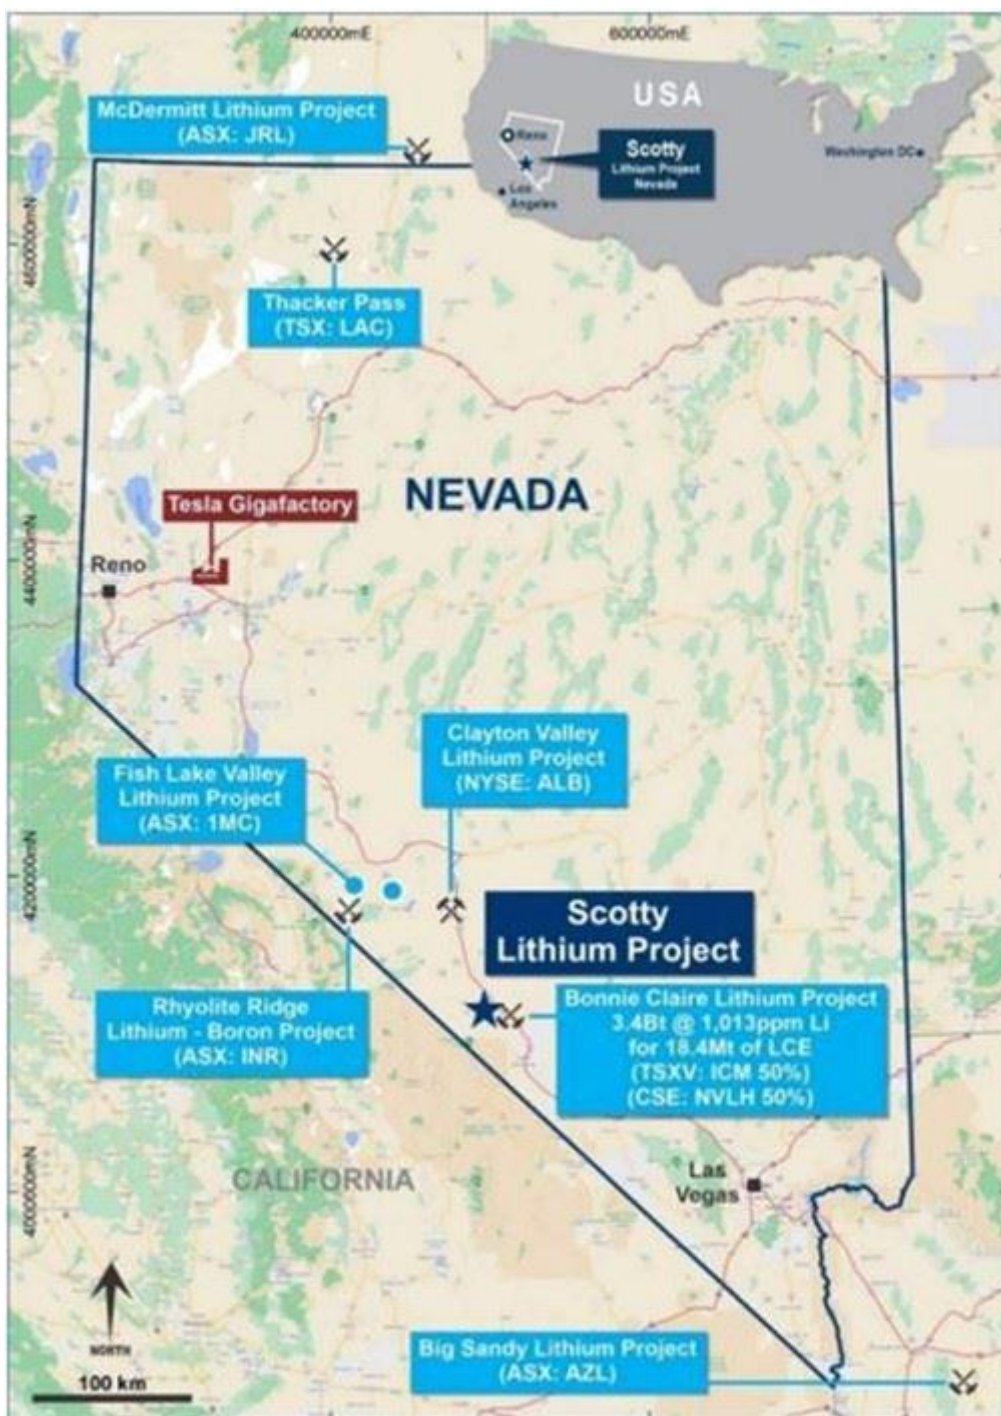 400000mE
600000mE
McDermitt Lithium Project
(ASX: JRL)
USA
Reno
Scotty
Lithium Project
Nevada
Washington DC
Los
Angeles
4600000mN
Thacker Pass
(TSX: LAC)
NEVADA
Tesla Gigafactory
Reno
4400000mN
Clayton Valley
Lithium Project
(NYSE: ALB)
Fish Lake Valley
Lithium Project
(ASX: 1MC)
4200000mN
Scotty
Lithium Project
Rhyolite Ridge
Lithium - Boron Project
(ASX: INR)
Bonnie Claire Lithium Project
3.4Bt @ 1,013ppm Li
for 18.4Mt of LCE
(TSXV: ICM 50%)
(CSE: NVLH 50%)
CALIFORNIA
Las
Vegas
4000000mN
NORTH
100 km
Big Sandy Lithium Project
(ASX: AZL)